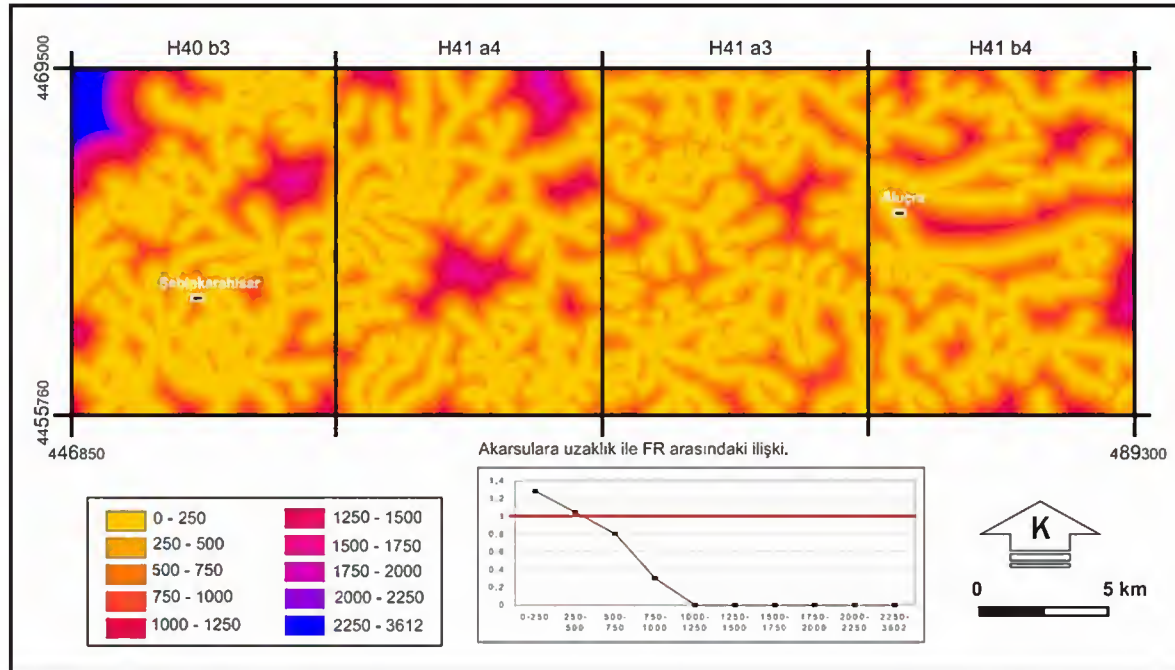 H40 b3 H41 a4 H41 a3 H41 b4
4469500
4455760
446850 489300
Şebinkarahisar
Alucra
Akarsulara uzaklık ile FR arasındaki ilişki.
0 - 250
250 - 500
500 - 750
750 - 1000
1000 - 1250
1250 - 1500
1500 - 1750
1750 - 2000
2000 - 2250
2250 - 3612
1,4
1,2
1
0,8
0,6
0,4
0,2
0
0-250 250-500 500-750 750-1000 1000-1250 1250-1500 1500-1750 1750-2000 2000-2250 2250-3602
K
0 5 km